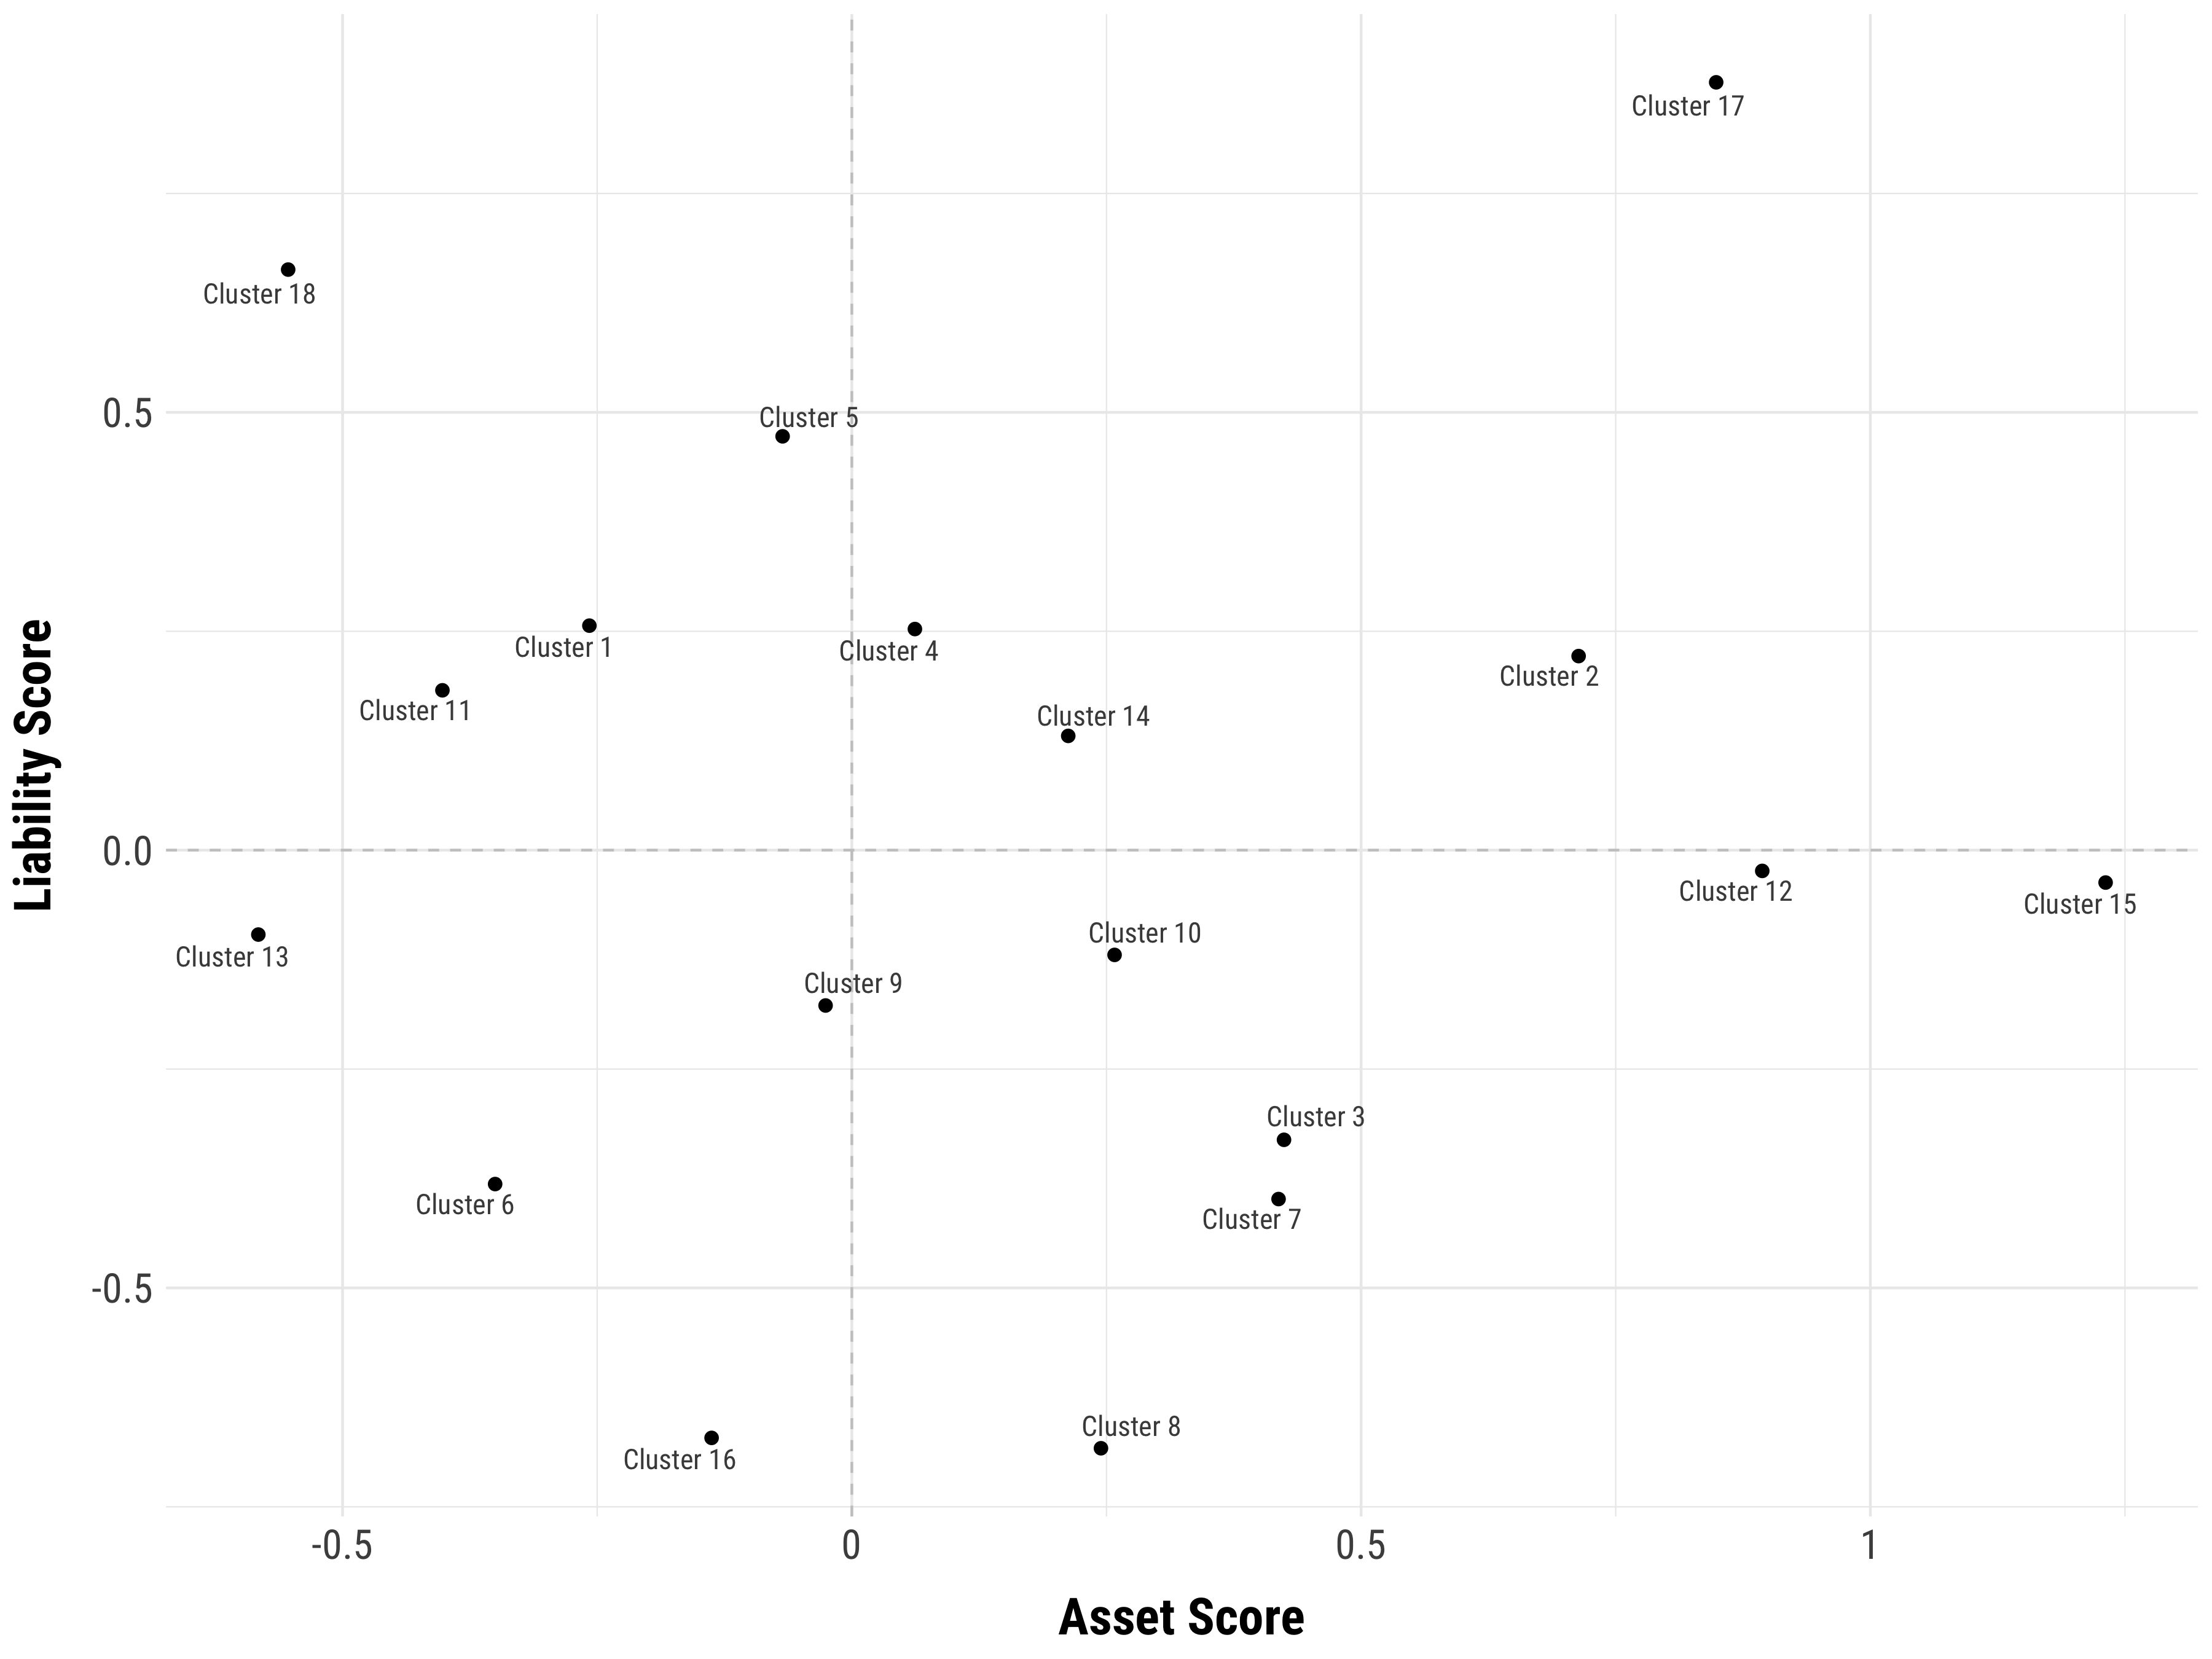 Cluster 17
Cluster 18
0.5
Cluster 5
Cluster 1
Cluster 4
Cluster 2
Cluster 11
Cluster 14
Liability Score
0.0
Cluster 12
Cluster 15
Cluster 10
Cluster 13
Cluster 9
Cluster 3
Cluster 6
Cluster 7
-0.5
Cluster 8
Cluster 16
-0.5
0
0.5
1
Asset Score